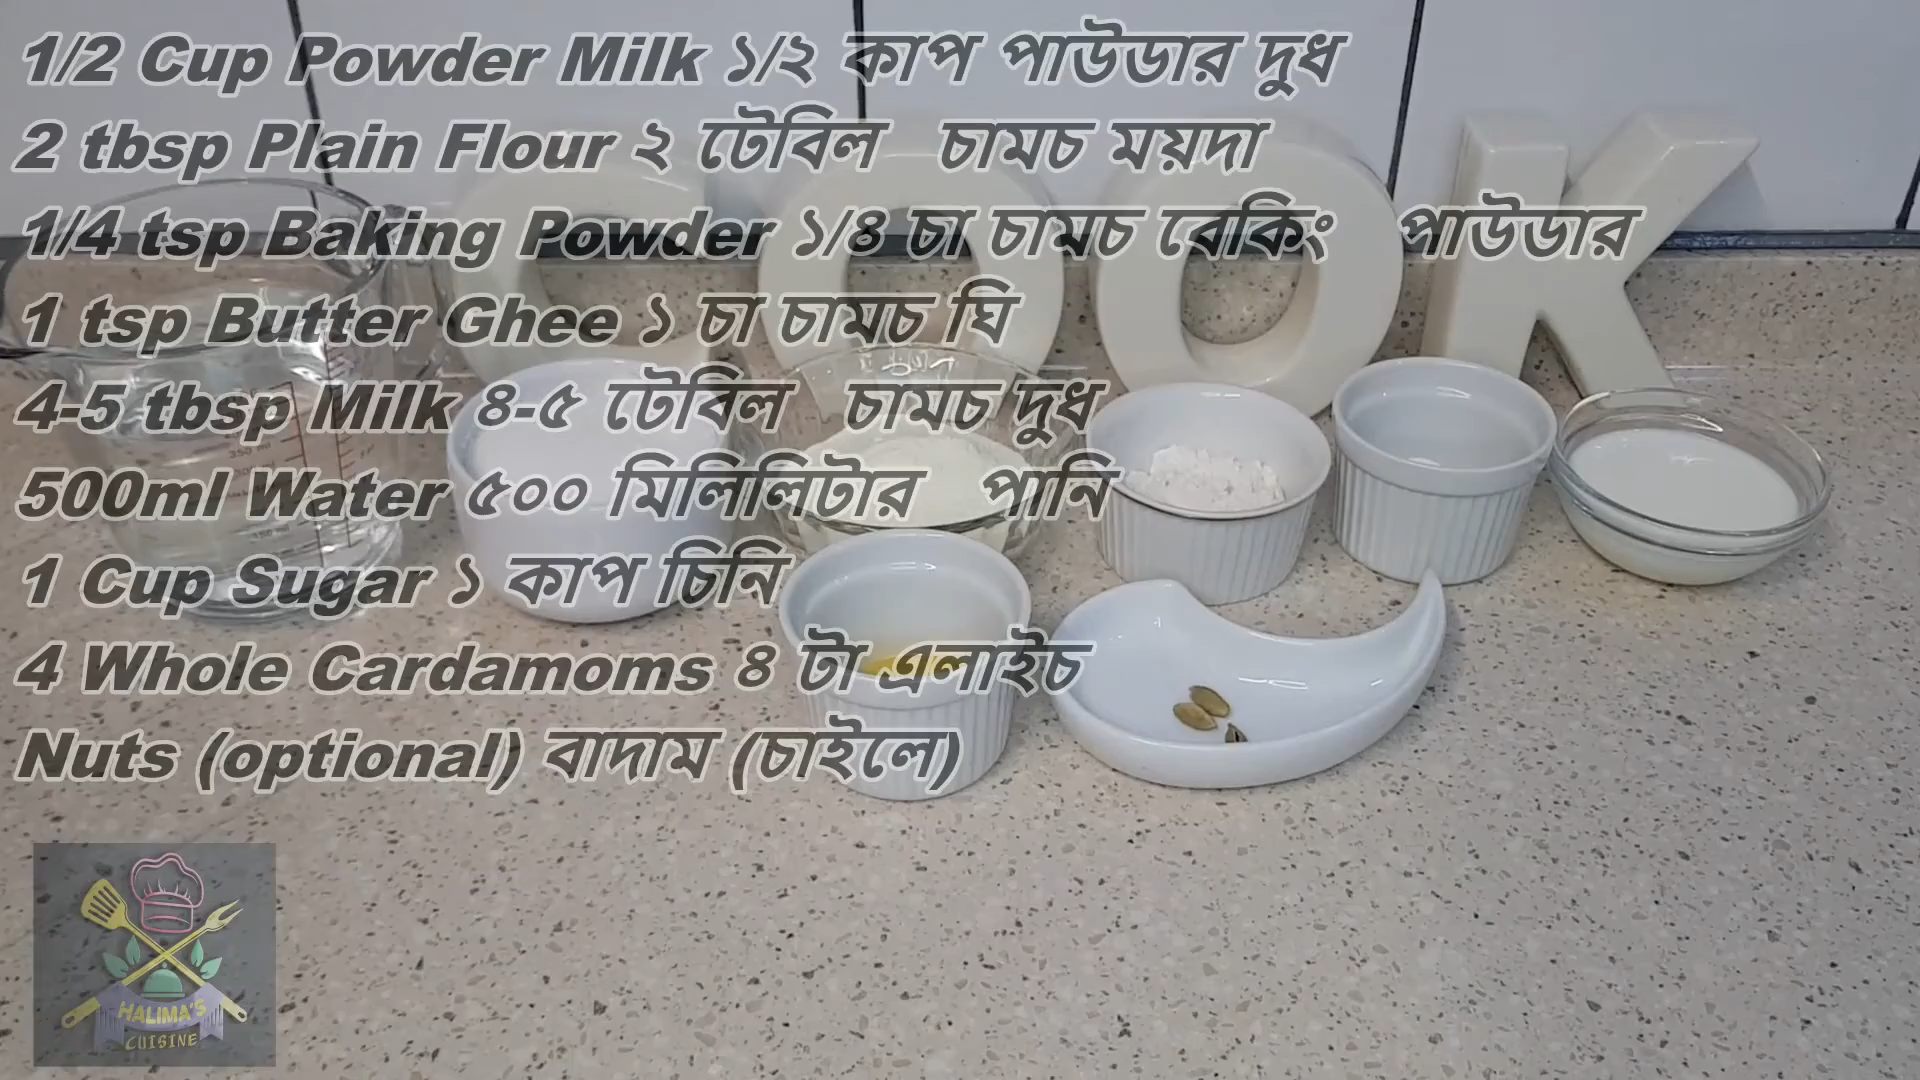 1/2 Cup Powder Milk ১/২ কাপ পাউডার দুধ
2 tbsp Plain Flour ২ টেবিল চামচ ময়দা
1/4 tsp Baking Powder ১/৪ চা চামচ বেকিং পাউডার
1 tsp Butter Ghee ১ চা চামচ ঘি
4-5 tbsp Milk ৪-৫ টেবিল চামচ দুধ
500ml Water ৫০০ মিলিলিটার পানি
1 Cup Sugar ১ কাপ চিনি
4 Whole Cardamoms ৪ টা এলাইচ
Nuts (optional) বাদাম (চাইলে)
COOK
HALIMA'S
CUISINE